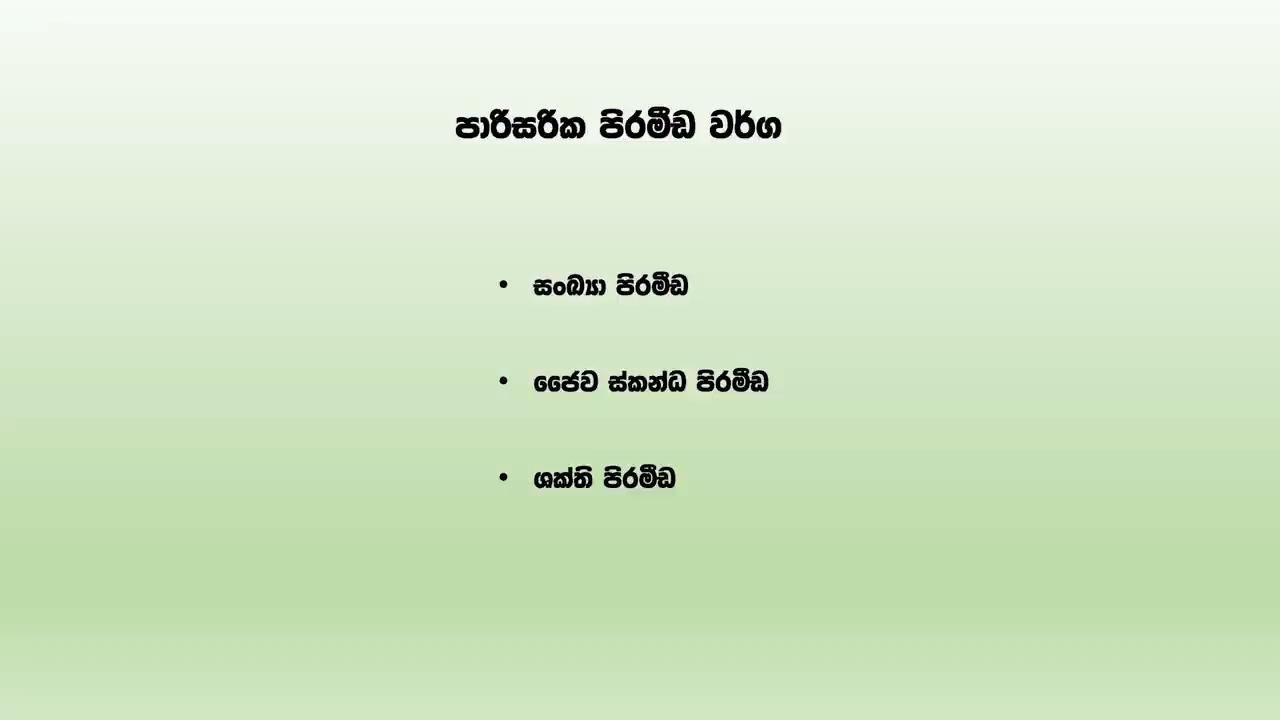 පාරිසරික පිරමීඩ වර්ග
• සංඛ්‍යා පිරමීඩ
• ජෛව ස්කන්ධ පිරමීඩ
• ශක්ති පිරමීඩ